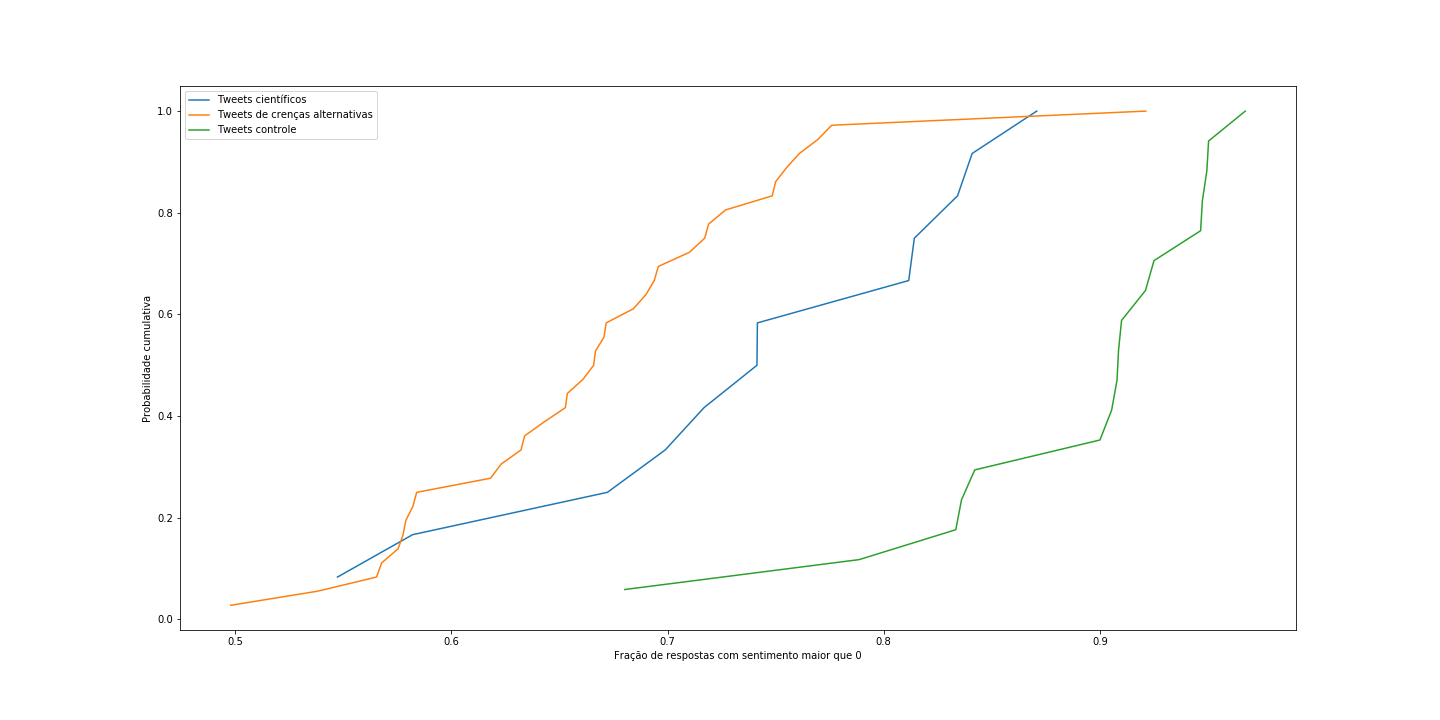 Tweets científicos
Tweets de crenças alternativas
Tweets controle
1.0
0.8
0.6
0.4
0.2
0.0
Probabilidade cumulativa
0.5 0.6 0.7 0.8 0.9
Fração de respostas com sentimento maior que 0